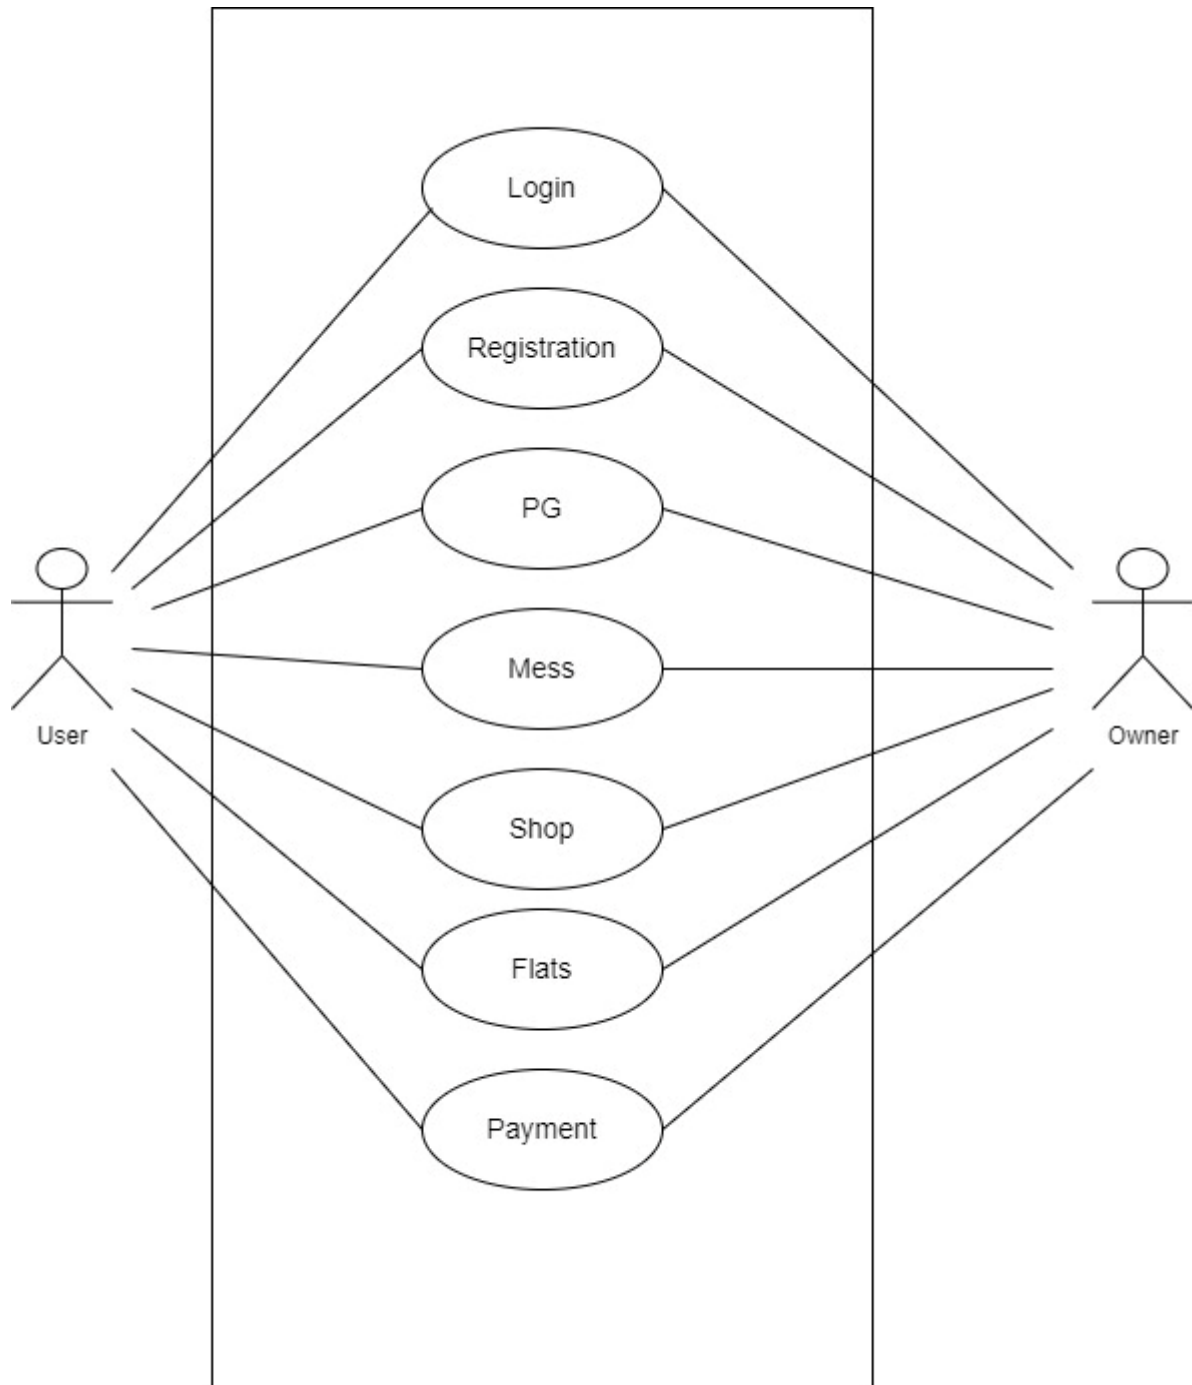 Login
Registration
PG
Mess
User
Owner
Shop
Flats
Payment